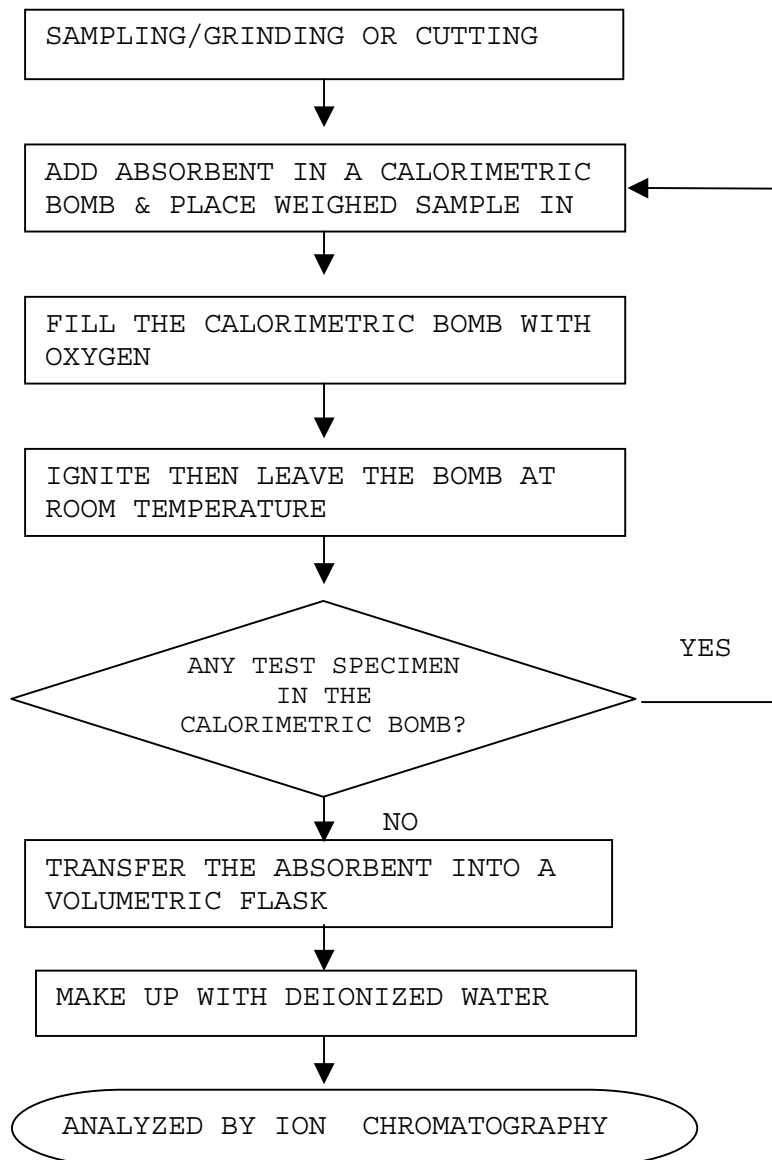 SAMPLING/GRINDING OR CUTTING
ADD ABSORBENT IN A CALORIMETRIC
BOMB & PLACE WEIGHED SAMPLE IN
FILL THE CALORIMETRIC BOMB WITH
OXYGEN
IGNITE THEN LEAVE THE BOMB AT
ROOM TEMPERATURE
YES
ANY TEST SPECIMEN
IN THE
CALORIMETRIC BOMB?
NO
TRANSFER THE ABSORBENT INTO A
VOLUMETRIC FLASK
MAKE UP WITH DEIONIZED WATER
ANALYZED BY ION CHROMATOGRAPHY